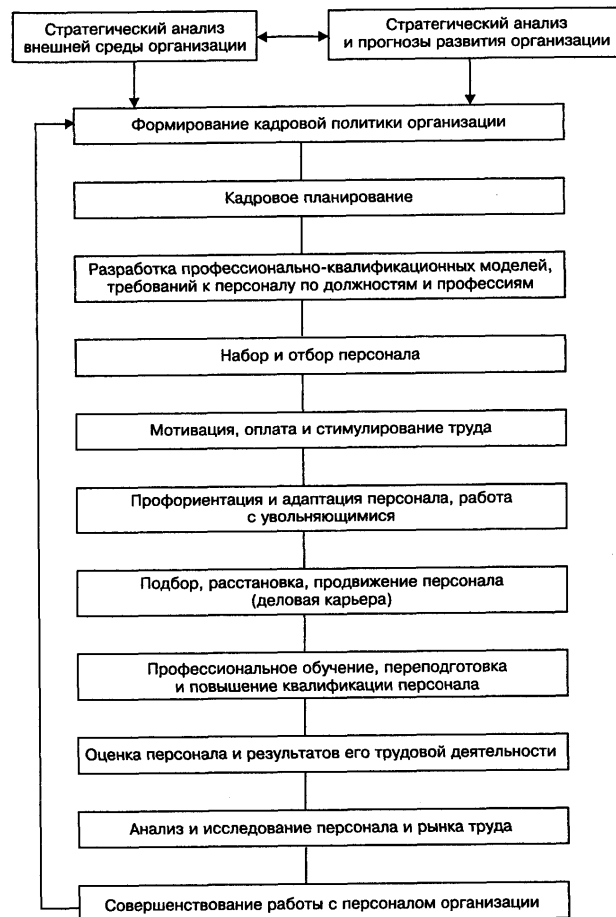 Стратегический анализ
внешней среды организации
Стратегический анализ
и прогнозы развития организации
Формирование кадровой политики организации
Кадровое планирование
Разработка профессионально-квалификационных моделей,
требований к персоналу по должностям и профессиям
Набор и отбор персонала
Мотивация, оплата и стимулирование труда
Профориентация и адаптация персонала, работа
с увольняющимися
Подбор, расстановка, продвижение персонала
(деловая карьера)
Профессиональное обучение, переподготовка
и повышение квалификации персонала
Оценка персонала и результатов его трудовой деятельности
Анализ и исследование персонала и рынка труда
Совершенствование работы с персоналом организации